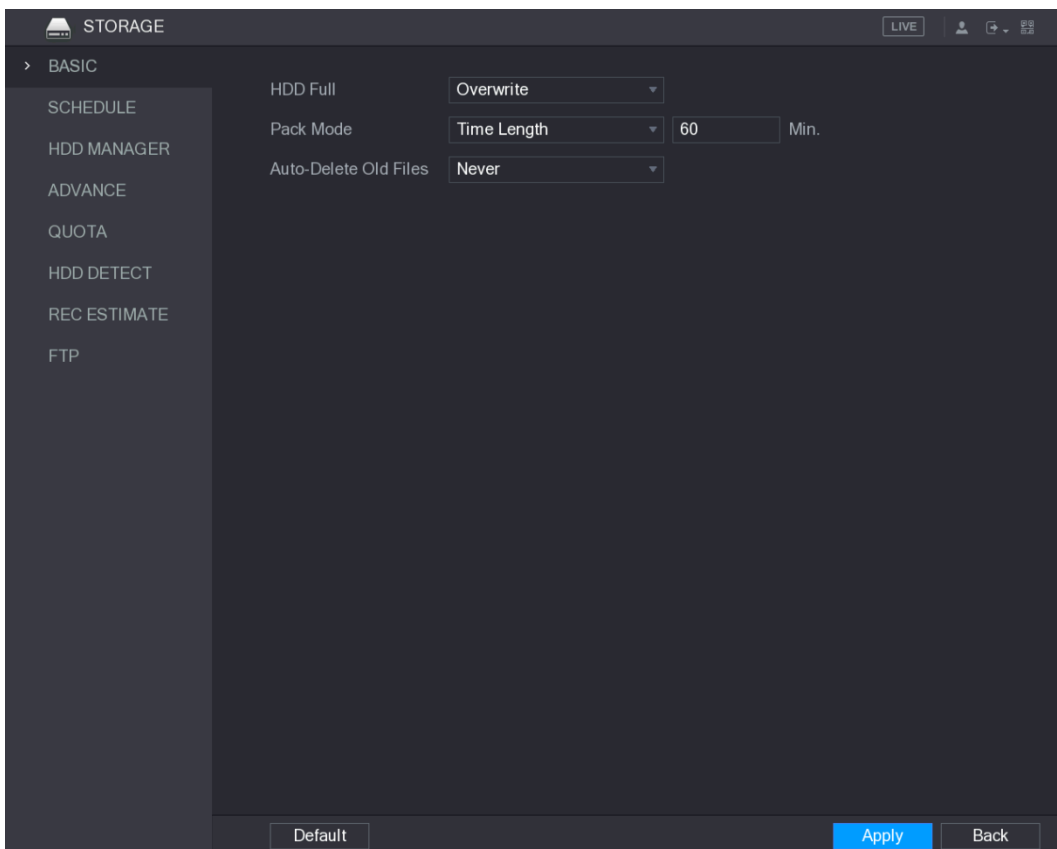 STORAGE LIVE
BASIC
SCHEDULE
HDD MANAGER
ADVANCE
QUOTA
HDD DETECT
REC ESTIMATE
FTP
HDD Full Overwrite
Pack Mode Time Length 60 Min.
Auto-Delete Old Files Never
Default Apply Back